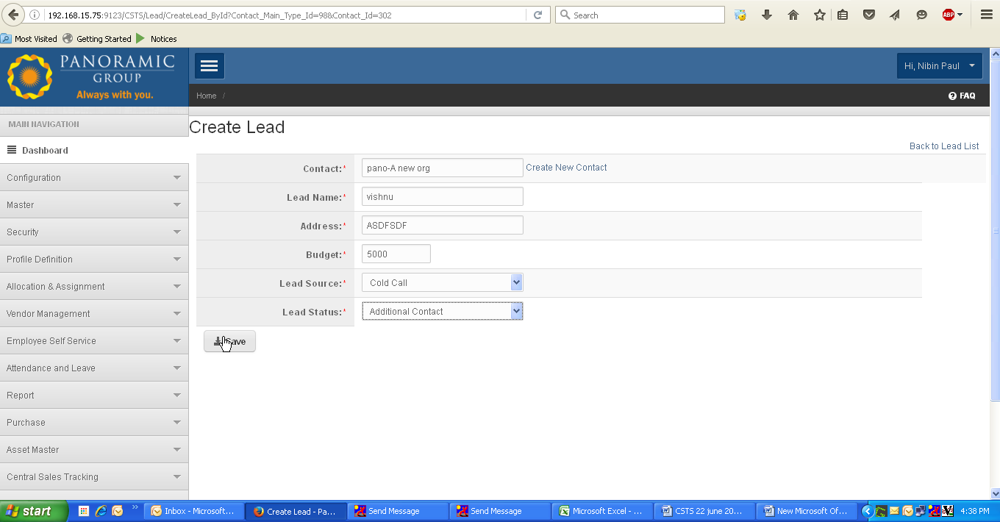 192.168.15.75:9123/CSTS/Lead/CreateLead_ById?Contact_Main_Type_Id=98&Contact_Id=302
Search
ABP
Most Visited Getting Started Notices
PANORAMIC
GROUP
Always with you.
Hi, Nibin Paul
Home /
FAQ
MAIN NAVIGATION
Dashboard
Configuration
Master
Security
Profile Definition
Allocation & Assignment
Vendor Management
Employee Self Service
Attendance and Leave
Report
Purchase
Asset Master
Central Sales Tracking
Create Lead
Back to Lead List
Contact:* pano-A new org Create New Contact
Lead Name:* vishnu
Address:* ASDFSDF
Budget:* 5000
Lead Source:* Cold Call
Lead Status:* Additional Contact
Save
start Inbox - Microsoft... Create Lead - Pa... Send Message Send Message Microsoft Excel - ... CSTS 22 june 20... New Microsoft Of... 4:38 PM